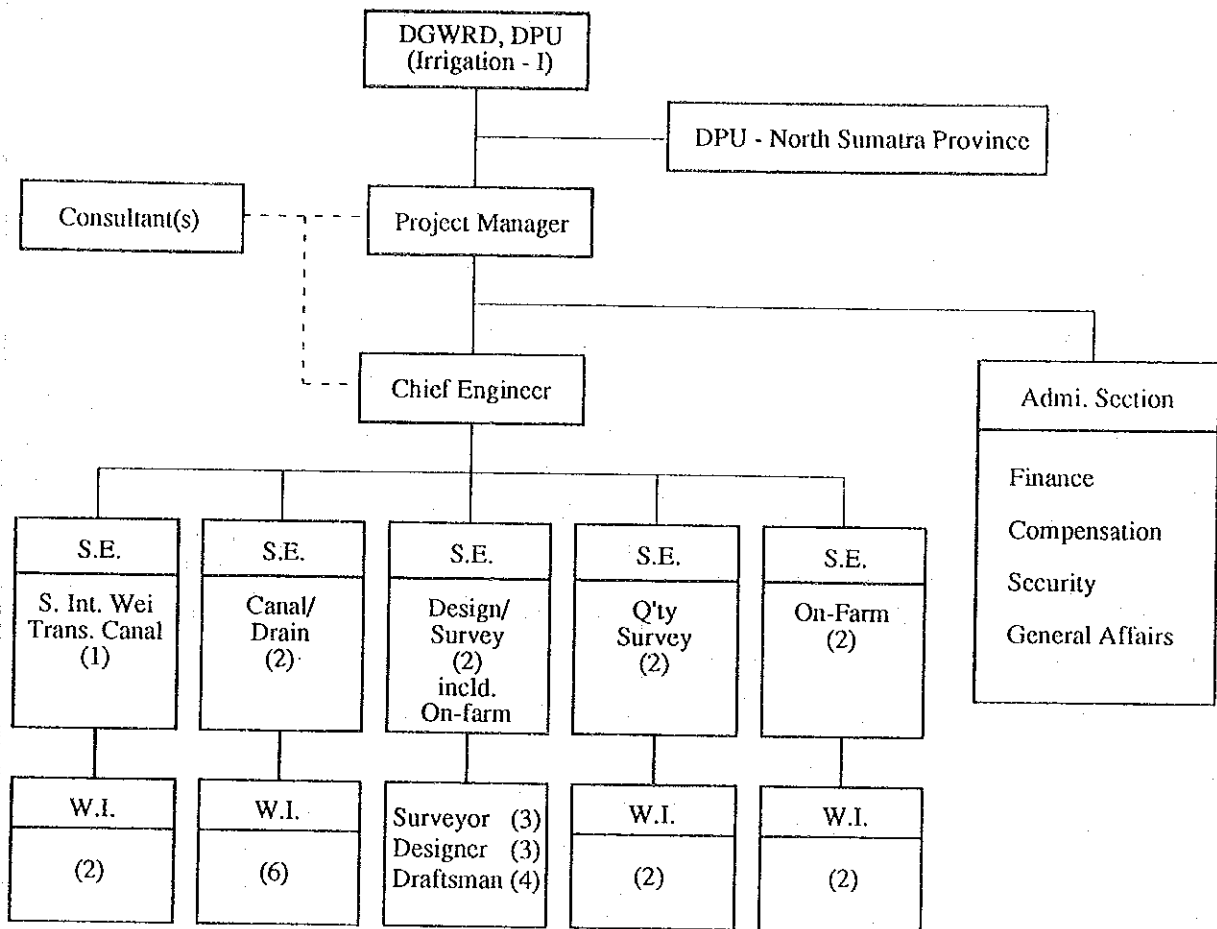 DGWRD, DPU
(Irrigation - I)
DPU - North Sumatra Province
Consultant(s)
Project Manager
Chief Engineer
Admi. Section
Finance
Compensation
Security
General Affairs
S.E.
S. Int. Wei
Trans. Canal
(1)
S.E.
Canal/
Drain
(2)
S.E.
Design/
Survey
(2)
incld.
On-farm
S.E.
Q'ty
Survey
(2)
S.E.
On-Farm
(2)
W.I.
(2)
W.I.
(6)
Surveyor (3)
Designer (3)
Draftsman (4)
W.I.
(2)
W.I.
(2)